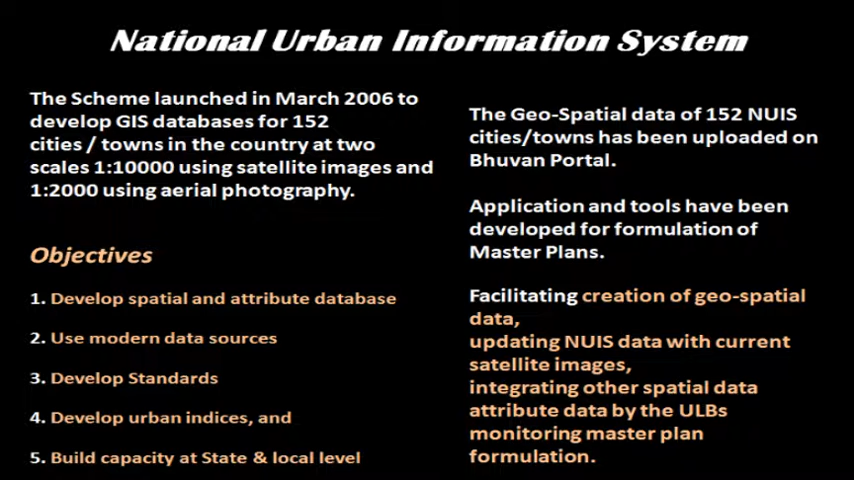 National Urban Information System
The Scheme launched in March 2006 to
develop GIS databases for 152
cities / towns in the country at two
scales 1:10000 using satellite images and
1:2000 using aerial photography.
Objectives
1. Develop spatial and attribute database
2. Use modern data sources
3. Develop Standards
4. Develop urban indices, and
5. Build capacity at State & local level
The Geo-Spatial data of 152 NUIS
cities/towns has been uploaded on
Bhuvan Portal.
Application and tools have been
developed for formulation of
Master Plans.
Facilitating creation of geo-spatial
data,
updating NUIS data with current
satellite images,
integrating other spatial data
attribute data by the ULBs
monitoring master plan
formulation.